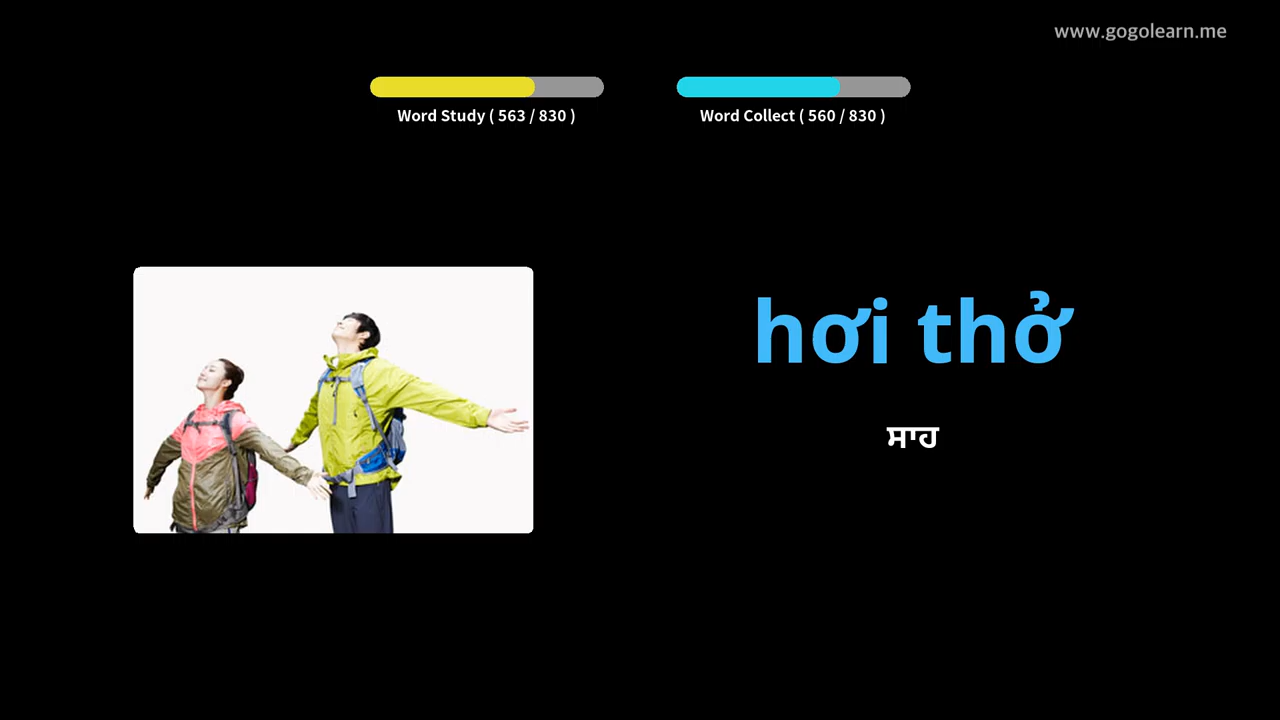 www.gogolearn.me
Word Study ( 563 / 830 )
Word Collect ( 560 / 830 )
hơi thở
ਸਾਹ